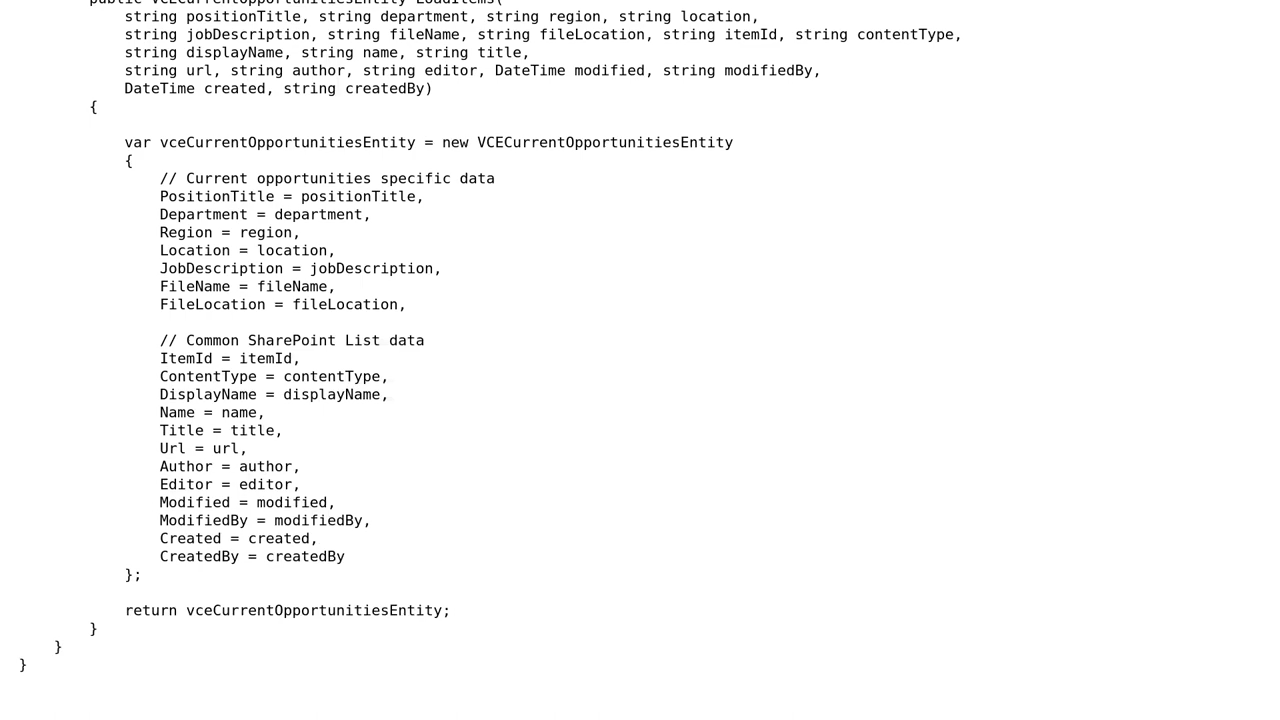 public VCECurrentOpportunitiesEntity LoadItems(
string positionTitle, string department, string region, string location,
string jobDescription, string fileName, string fileLocation, string itemId, string contentType,
string displayName, string name, string title,
string url, string author, string editor, DateTime modified, string modifiedBy,
DateTime created, string createdBy)
{
var vceCurrentOpportunitiesEntity = new VCECurrentOpportunitiesEntity
{
// Current opportunities specific data
PositionTitle = positionTitle,
Department = department,
Region = region,
Location = location,
JobDescription = jobDescription,
FileName = fileName,
FileLocation = fileLocation,
// Common SharePoint List data
ItemId = itemId,
ContentType = contentType,
DisplayName = displayName,
Name = name,
Title = title,
Url = url,
Author = author,
Editor = editor,
Modified = modified,
ModifiedBy = modifiedBy,
Created = created,
CreatedBy = createdBy
};
return vceCurrentOpportunitiesEntity;
}
}
}